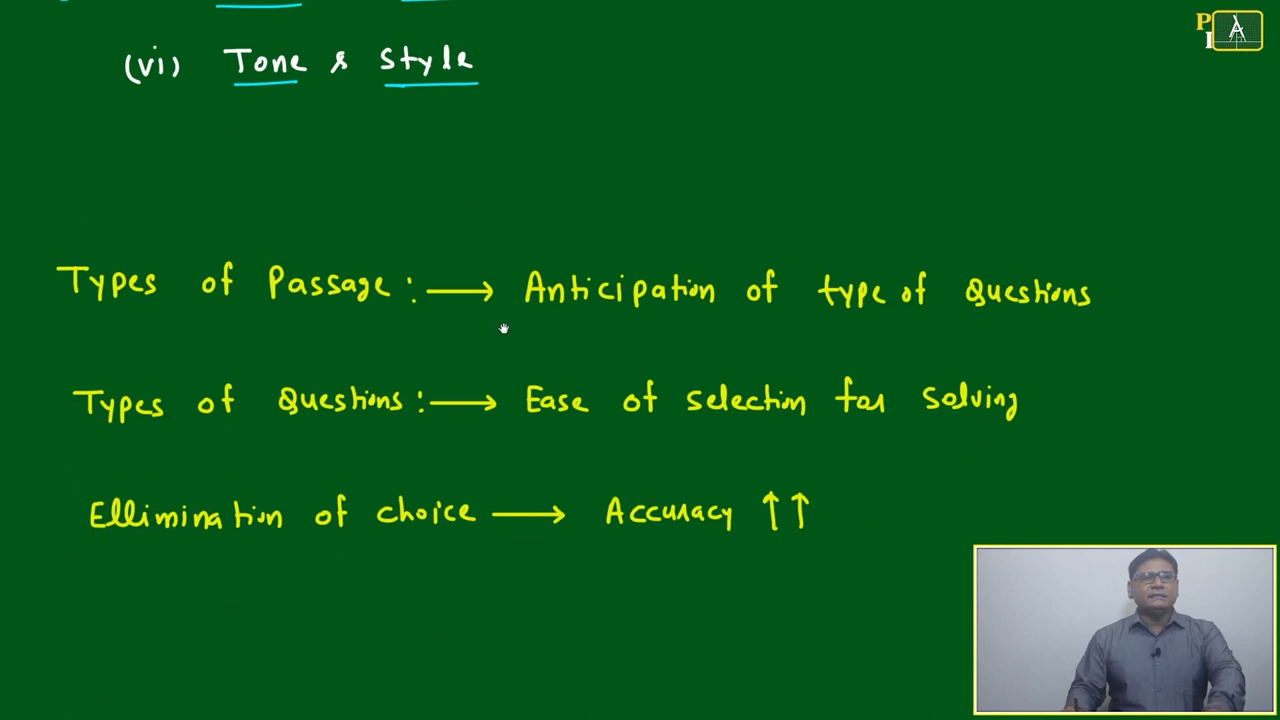 P
I
(vi) Tone & Style
Types of Passage : → Anticipation of type of Questions
Types of Questions : → Ease of selection for solving
Ellimination of choice → Accuracy ↑↑